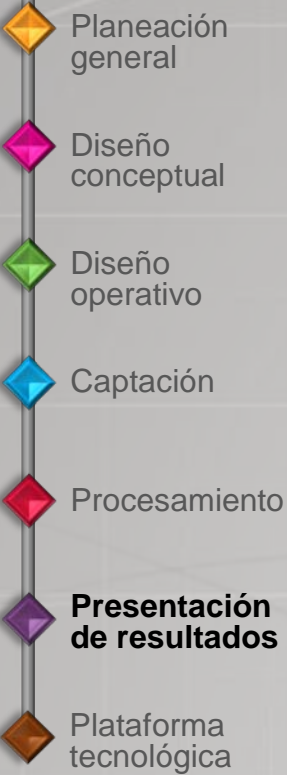 Planeación
general
Diseño
conceptual
Diseño
operativo
Captación
Procesamiento
Presentación
de resultados
Plataforma
tecnológica